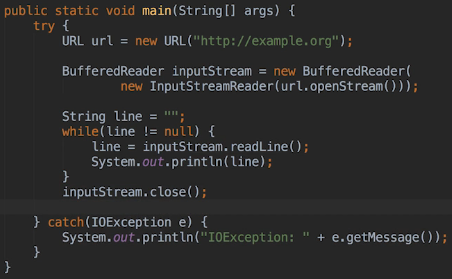 public static void main(String[] args) {
    try {
        URL url = new URL("http://example.org");

        BufferedReader inputStream = new BufferedReader(
                new InputStreamReader(url.openStream()));

        String line = "";
        while(line != null) {
            line = inputStream.readLine();
            System.out.println(line);
        }
        inputStream.close();

    } catch(IOException e) {
        System.out.println("IOException: " + e.getMessage());
    }
}